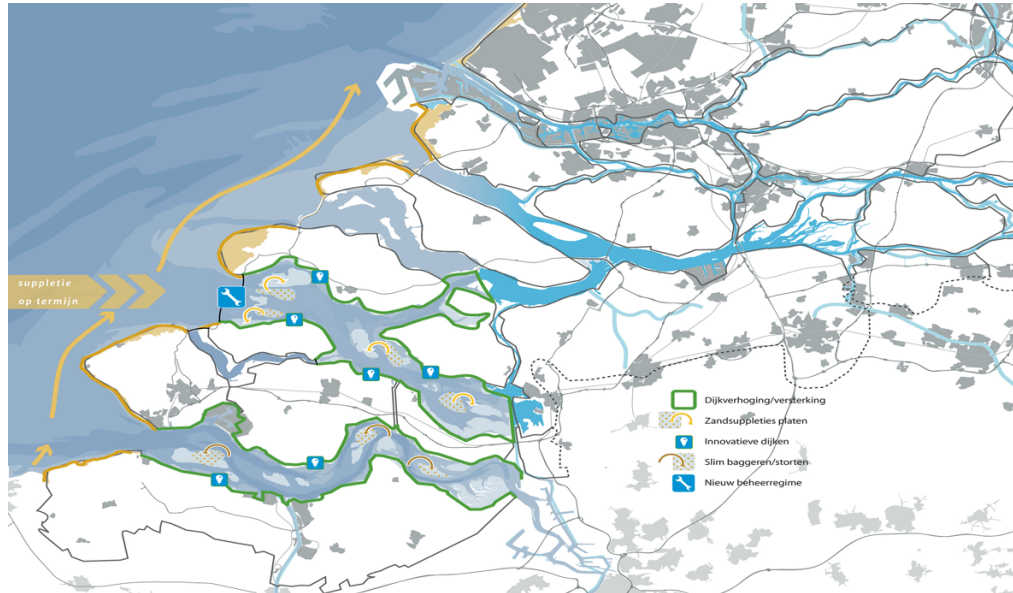 suppletie
op termijn
Dijkverhoging/versterking
Zandsuppleties platen
Innovatieve dijken
Slim baggeren/storten
Nieuw beheerregime